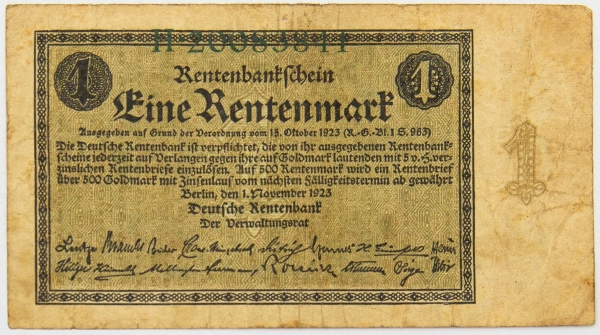 H 20083841
1 Rentenbankschein 1
Eine Rentenmark
Ausgegeben auf Grund der Verordnung vom 15. Oktober 1923 (R.-G.-Bl. I S. 963)
Die Deutsche Rentenbank ist verpflichtet, die von ihr ausgegebenen Rentenbank-
scheine jederzeit auf Verlangen gegen ihre auf Goldmark lautenden mit 5 v. H. ver-
zinslichen Rentenbriefe einzulösen. Auf 500 Rentenmark wird ein Rentenbrief
über 500 Goldmark mit Zinsenlauf vom nächsten Fälligkeitstermin ab gewährt
Berlin, den 1. November 1923
Deutsche Rentenbank
Der Verwaltungsrat
1